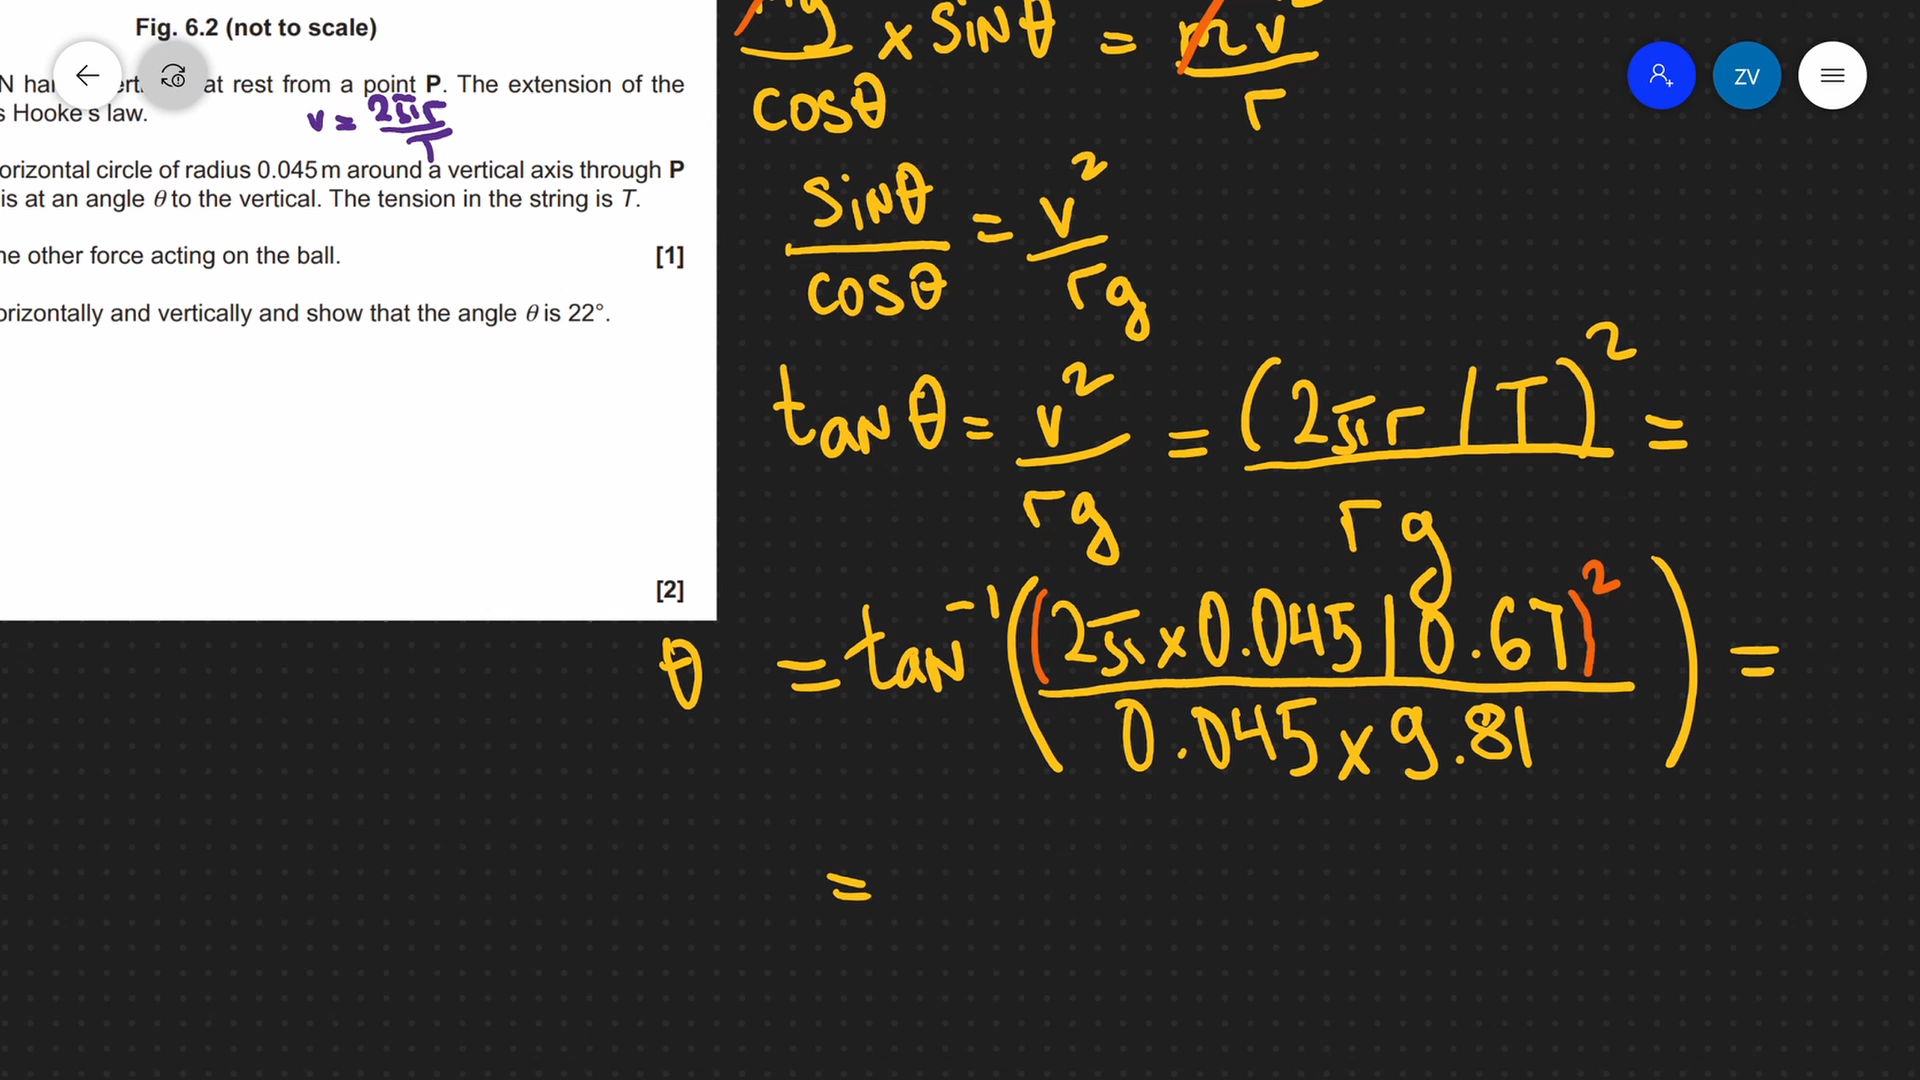 Fig. 6.2 (not to scale)
N at rest from a point P. The extension of the
s Hooke's law.
v = 2πr / T
orizontal circle of radius 0.045 m around a vertical axis through P
is at an angle θ to the vertical. The tension in the string is T.
ne other force acting on the ball. [1]
orizontally and vertically and show that the angle θ is 22°.
[2]
mg / cosθ x sinθ = mv² / r
sinθ / cosθ = v² / rg
tanθ = v² / rg = (2πr / T)² / rg =
θ = tan⁻¹((2π x 0.045 / 0.67)² / 0.045 x 9.81) =
=
ZV